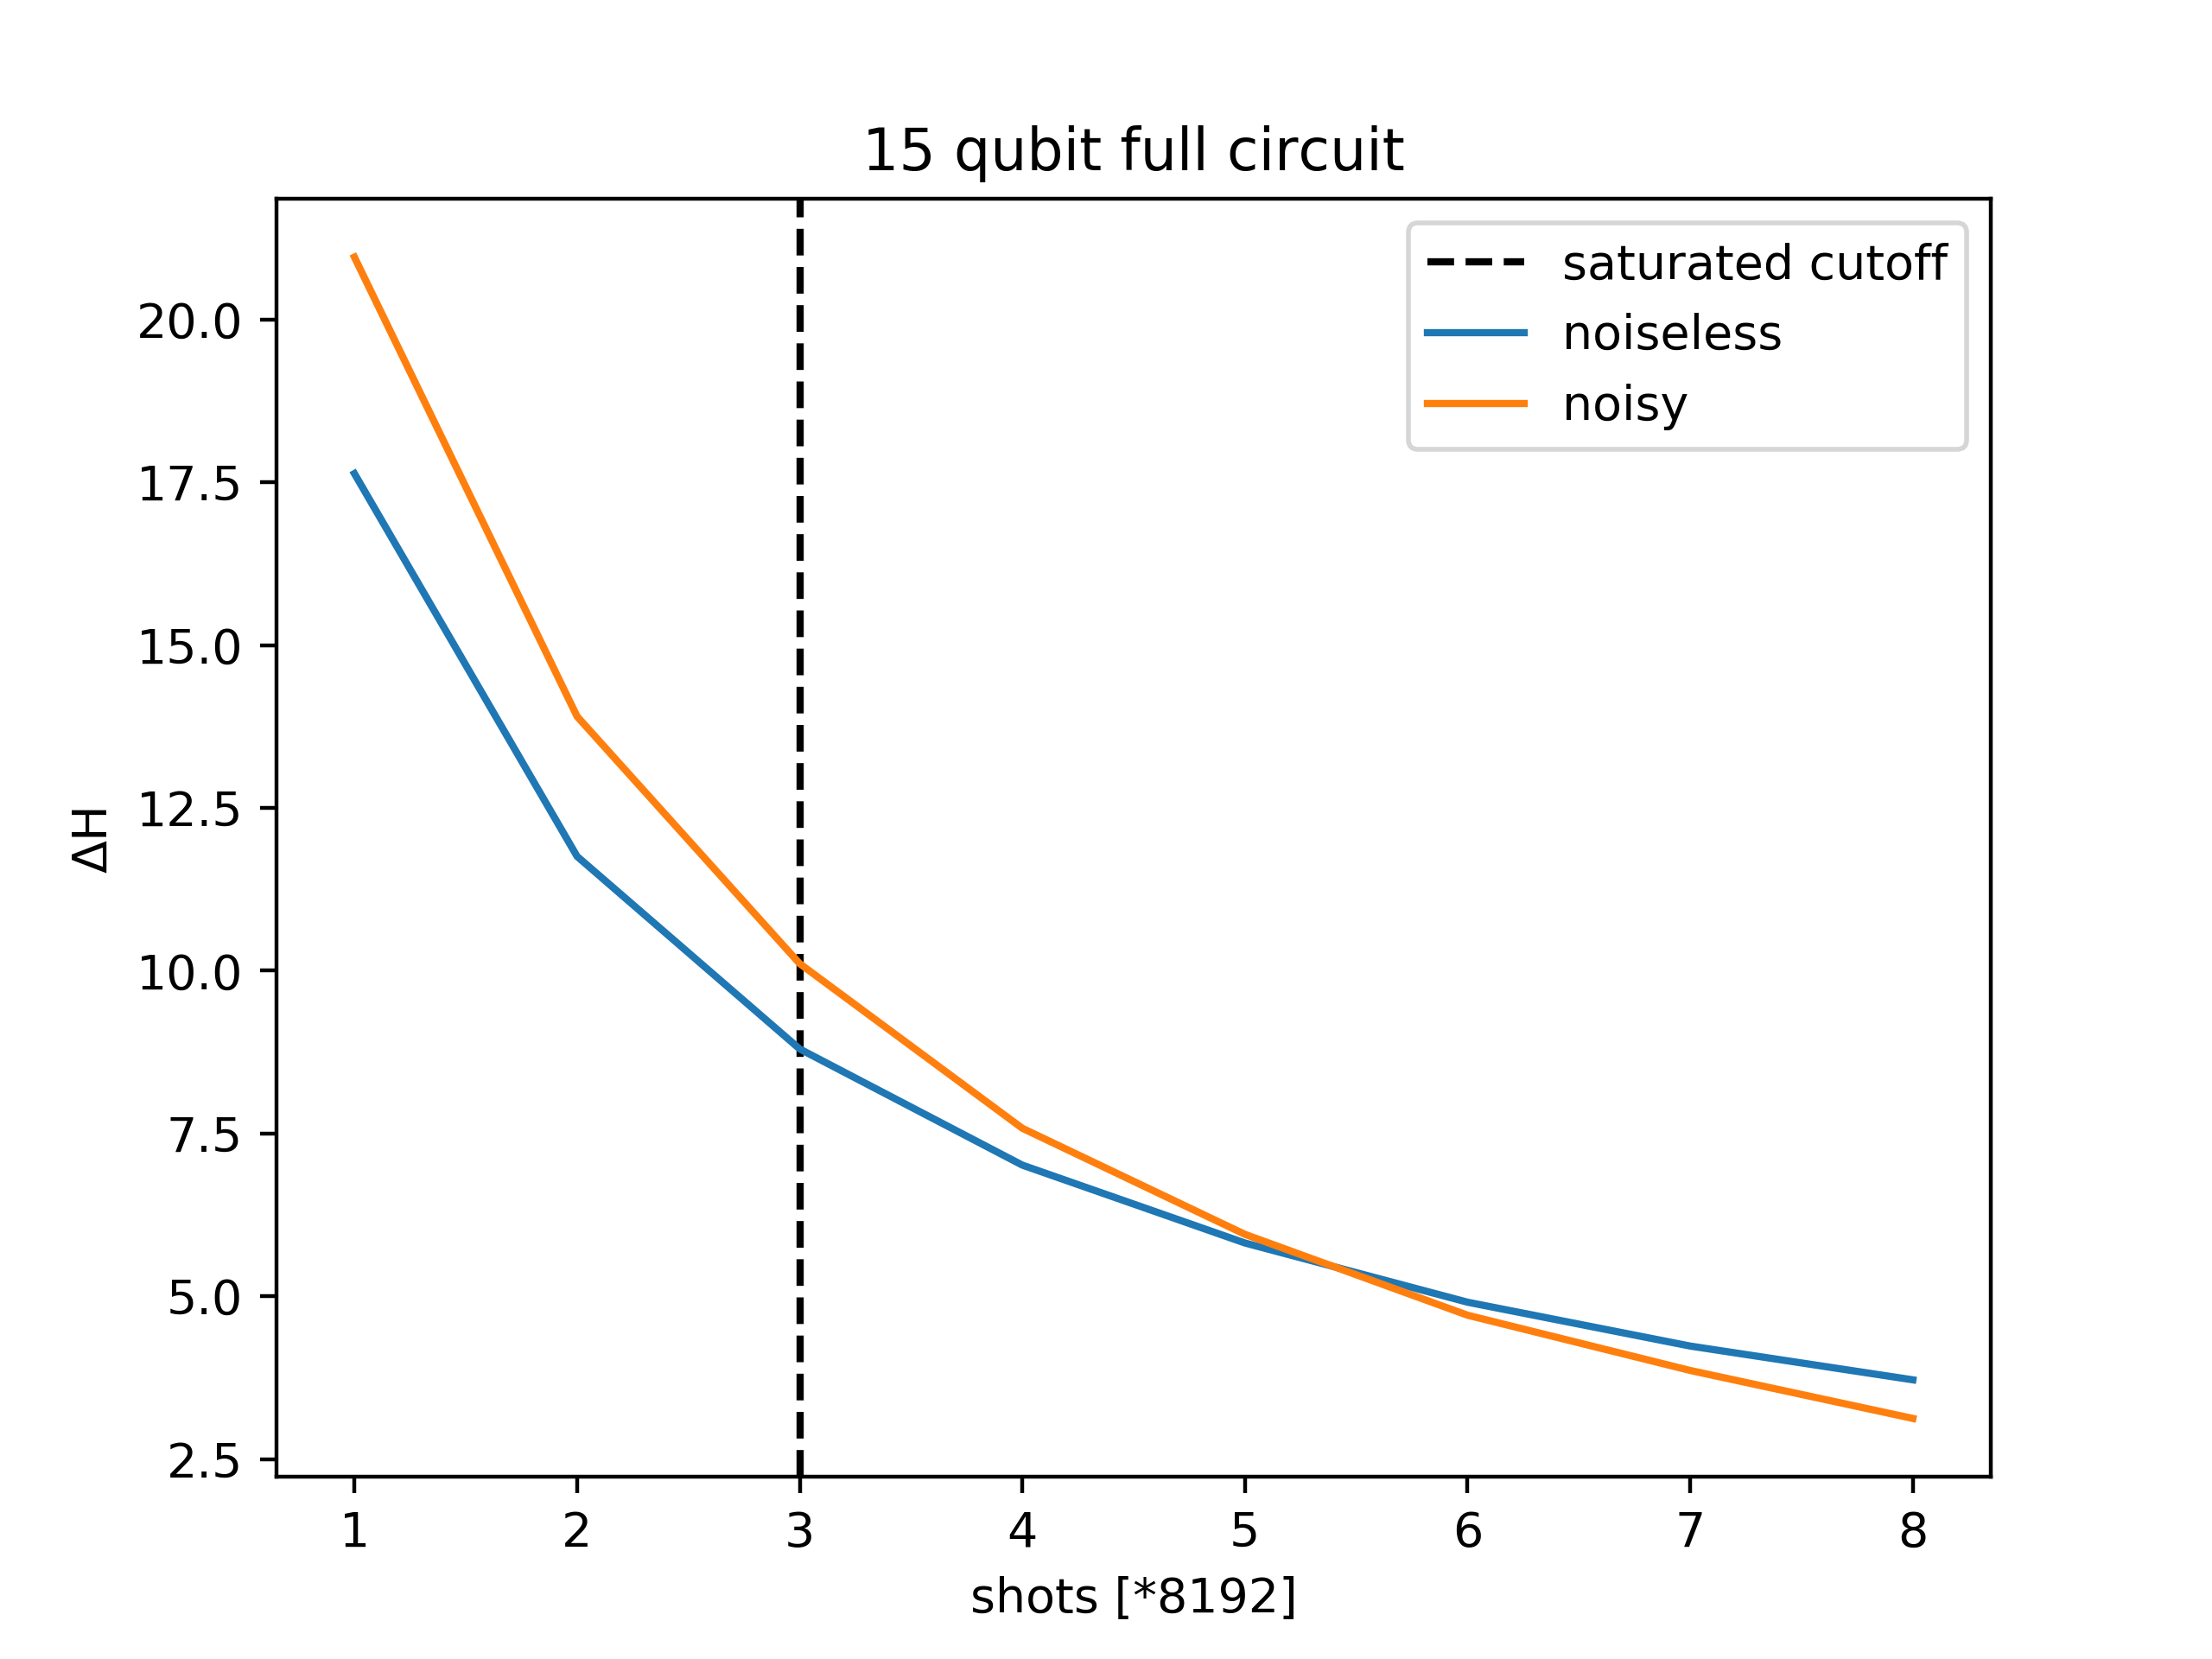 15 qubit full circuit
saturated cutoff
noiseless
noisy
20.0
17.5
15.0
12.5
10.0
7.5
5.0
2.5
ΔH
1 2 3 4 5 6 7 8
shots [*8192]